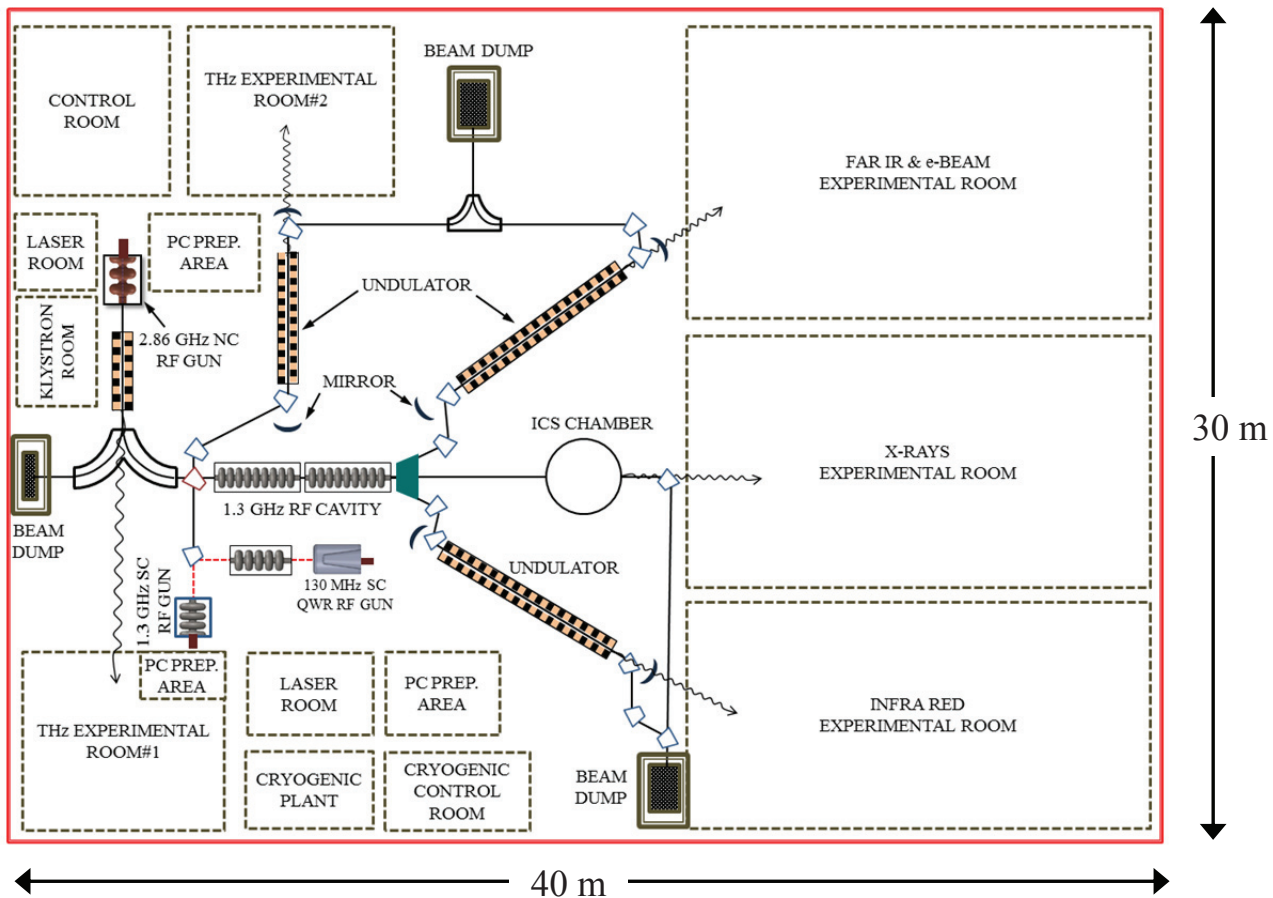 CONTROL
ROOM
THz EXPERIMENTAL
ROOM#2
BEAM DUMP
FAR IR & e-BEAM
EXPERIMENTAL ROOM
LASER
ROOM
PC PREP.
AREA
KLYSTRON
ROOM
2.86 GHz NC
RF GUN
UNDULATOR
MIRROR
ICS CHAMBER
30 m
X-RAYS
EXPERIMENTAL ROOM
1.3 GHz RF CAVITY
BEAM
DUMP
1.3 GHz SC
RF GUN
130 MHz SC
QWR RF GUN
UNDULATOR
PC PREP.
AREA
THz EXPERIMENTAL
ROOM#1
LASER
ROOM
PC PREP.
AREA
INFRA RED
EXPERIMENTAL ROOM
CRYOGENIC
PLANT
CRYOGENIC
CONTROL
ROOM
BEAM
DUMP
40 m